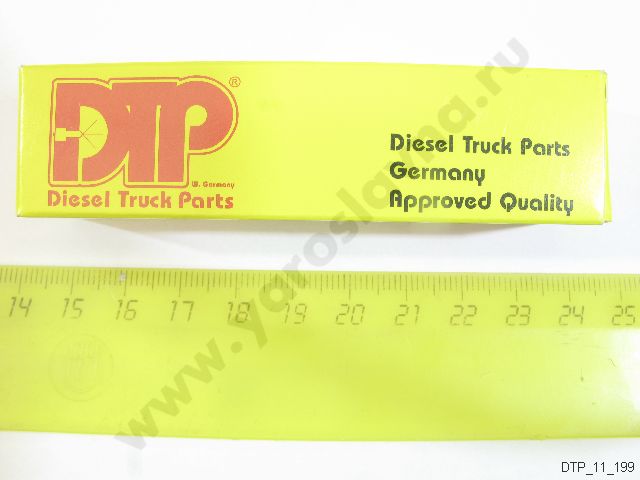 DTP®
W. Germany
Diesel Truck Parts
Diesel Truck Parts
Germany
Approved Quality
14 15 16 17 18 19 20 21 22 23 24 25
www.yaroslavna.ru
DTP_11_199